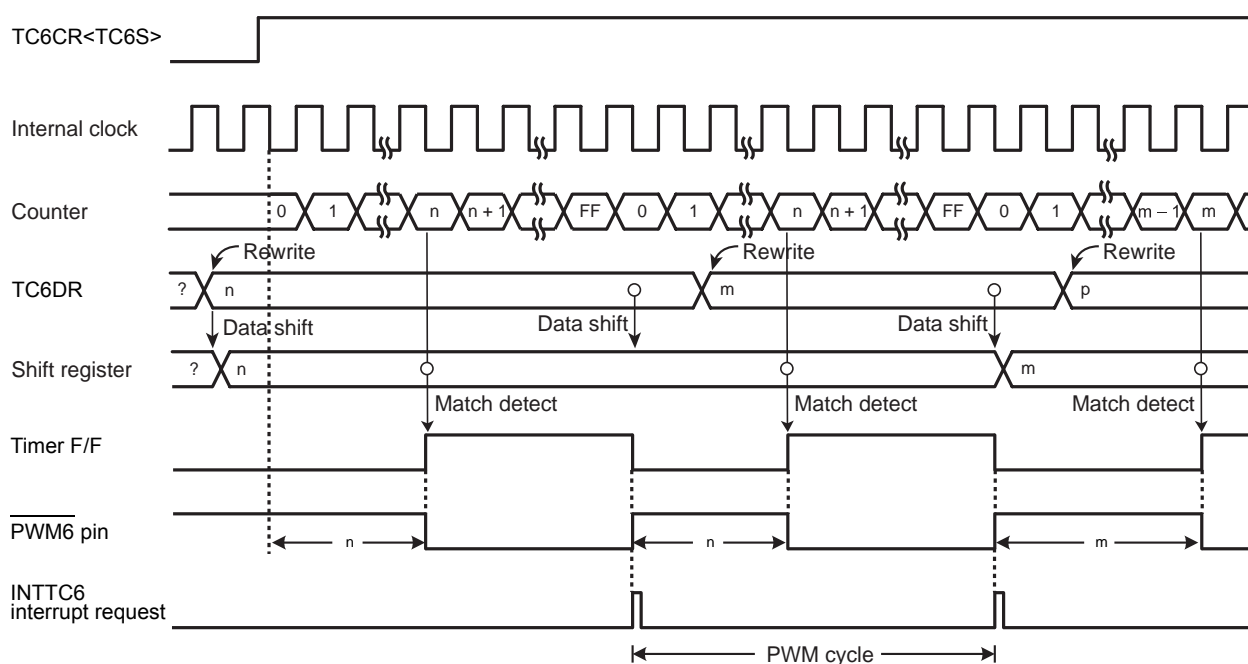 TC6CR<TC6S>
Internal clock
Counter
0 1 n n + 1 FF 0 1 n n + 1 FF 0 1 m – 1 m
Rewrite Rewrite Rewrite
TC6DR
? n m p
Data shift Data shift Data shift
Shift register
? n m
Match detect Match detect Match detect
Timer F/F
PWM6 pin
n n m
INTTC6
interrupt request
PWM cycle